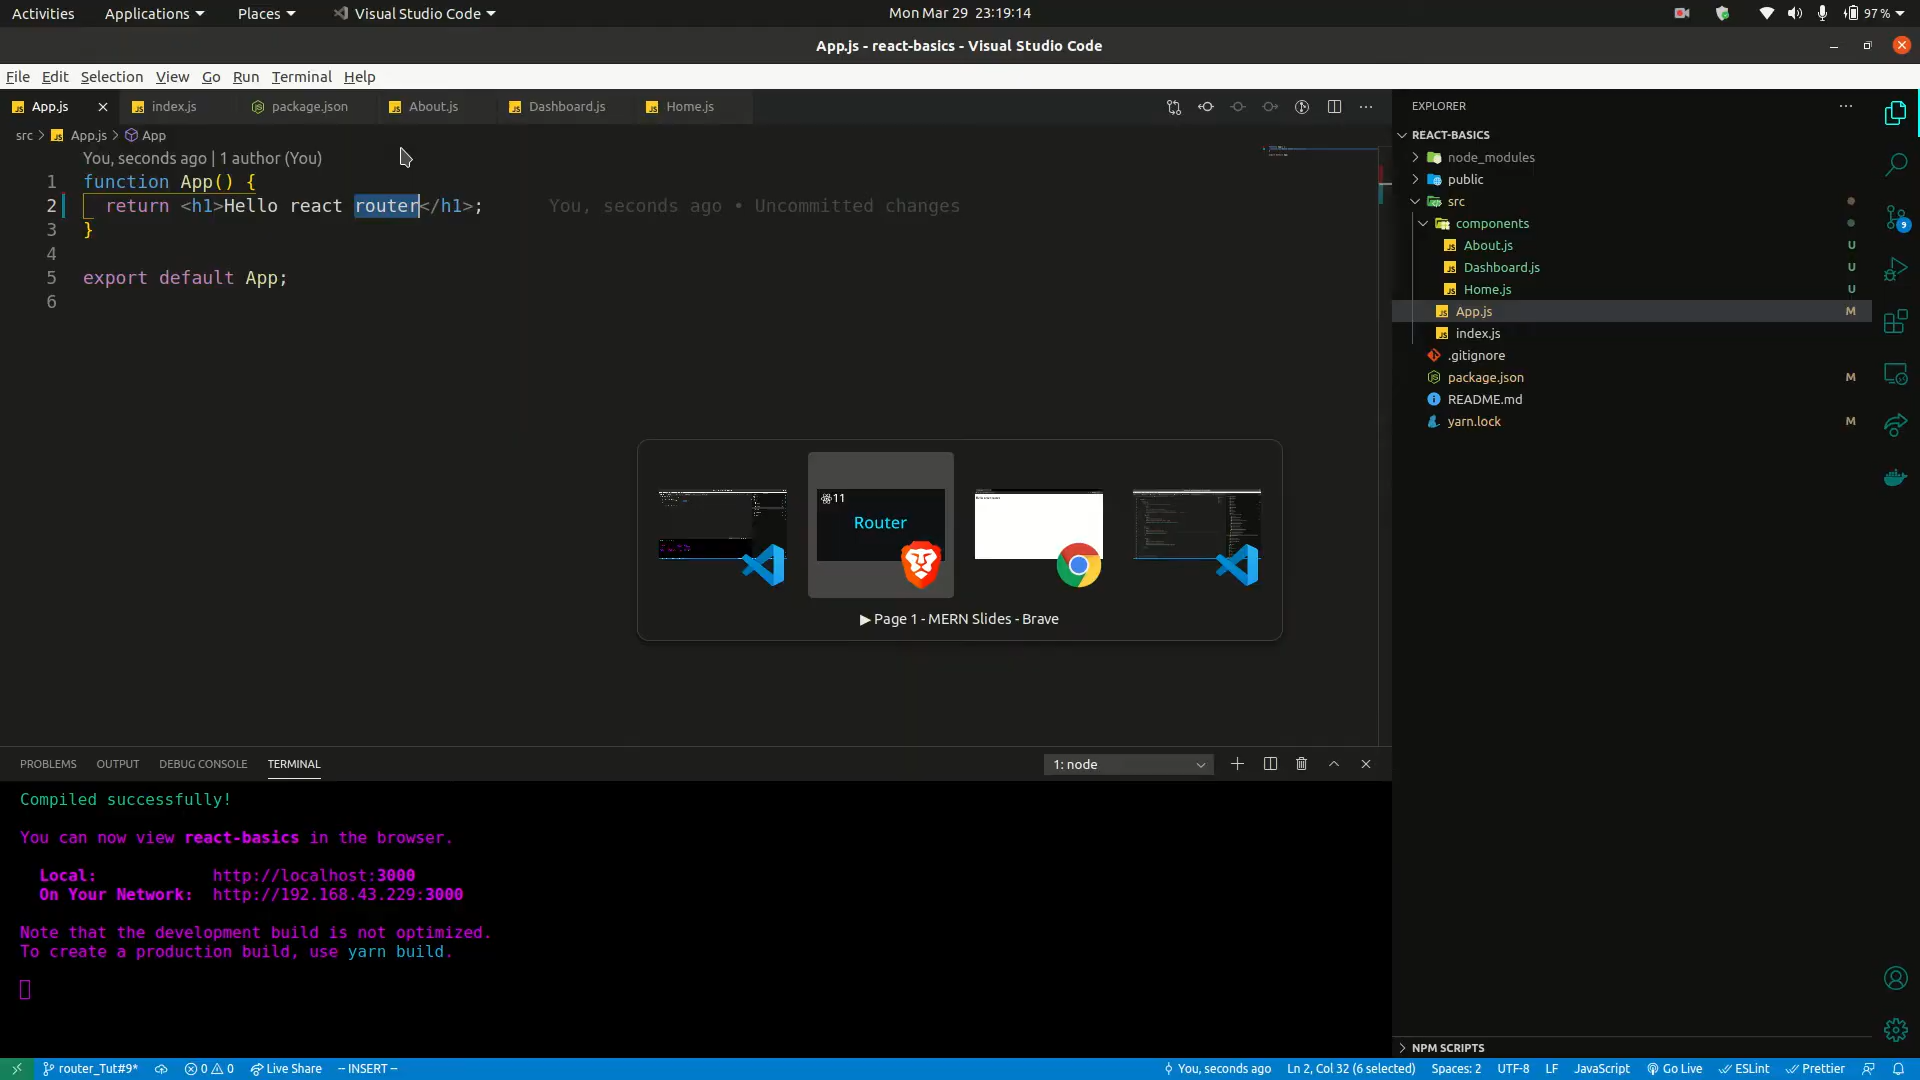 Activities Applications Places Visual Studio Code Mon Mar 29 23:19:14 97 %
App.js - react-basics - Visual Studio Code
File Edit Selection View Go Run Terminal Help
App.js index.js package.json About.js Dashboard.js Home.js
src > App.js > App
You, seconds ago | 1 author (You)
1 function App() {
2 return <h1>Hello react router</h1>; You, seconds ago • Uncommitted changes
3 }
4
5 export default App;
6
11
Router
Page 1 - MERN Slides - Brave
EXPLORER
REACT-BASICS
node_modules
public
src
components
About.js U
Dashboard.js U
Home.js U
App.js M
index.js
.gitignore
package.json M
README.md
yarn.lock M
9
NPM SCRIPTS
PROBLEMS OUTPUT DEBUG CONSOLE TERMINAL 1: node
Compiled successfully!
You can now view react-basics in the browser.
Local: http://localhost:3000
On Your Network: http://192.168.43.229:3000
Note that the development build is not optimized.
To create a production build, use yarn build.
router_Tut#9* 0 0 Live Share -- INSERT -- You, seconds ago Ln 2, Col 32 (6 selected) Spaces: 2 UTF-8 LF JavaScript Go Live ESLint Prettier